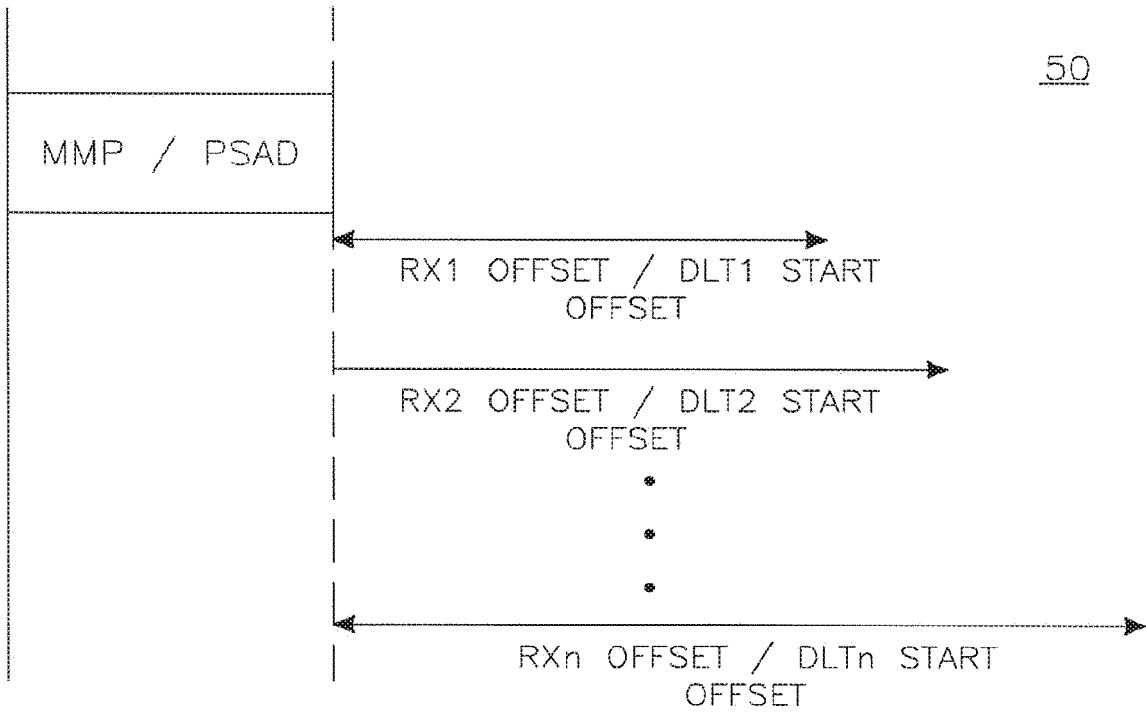 50
MMP / PSAD
RX1 OFFSET / DLT1 START
OFFSET
RX2 OFFSET / DLT2 START
OFFSET
RXn OFFSET / DLTn START
OFFSET